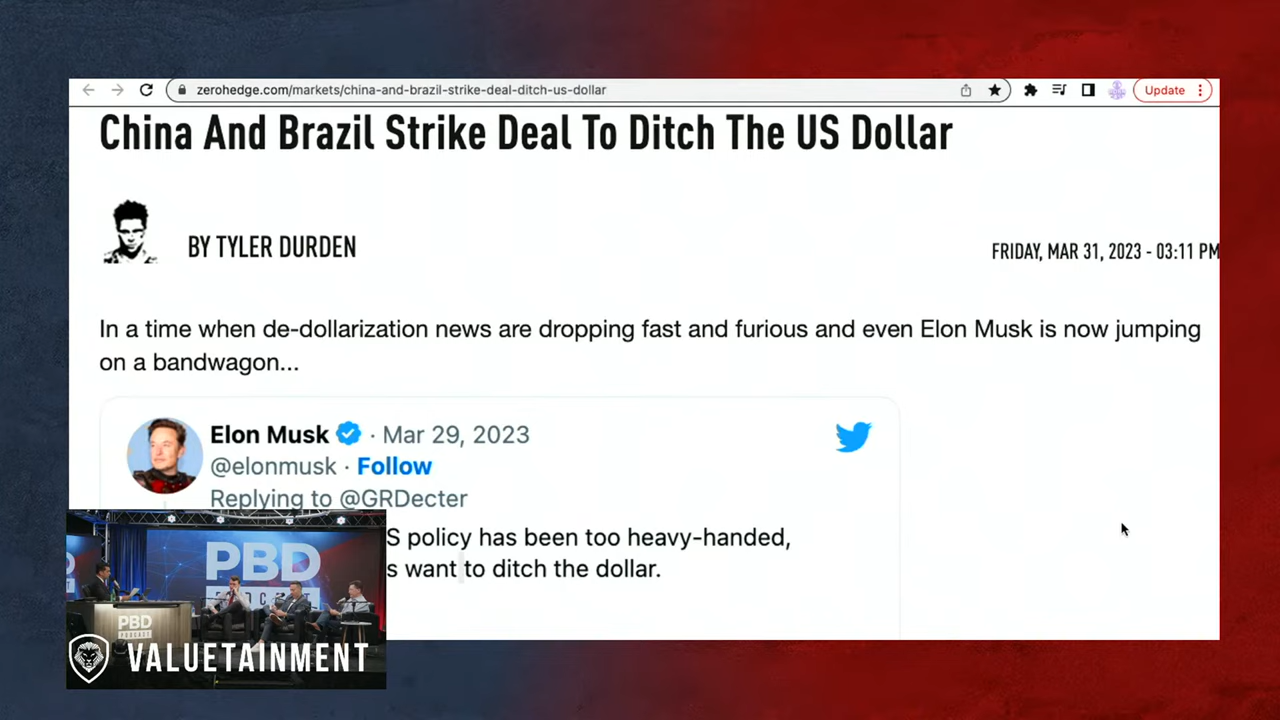 zerohedge.com/markets/china-and-brazil-strike-deal-ditch-us-dollar
Update
China And Brazil Strike Deal To Ditch The US Dollar
BY TYLER DURDEN
FRIDAY, MAR 31, 2023 - 03:11 PM
In a time when de-dollarization news are dropping fast and furious and even Elon Musk is now jumping
on a bandwagon...
Elon Musk · Mar 29, 2023
@elonmusk · Follow
Replying to @GRDecter
S policy has been too heavy-handed,
s want to ditch the dollar.
PBD
PODCAST
PBD
PODCAST
VALUETAINMENT